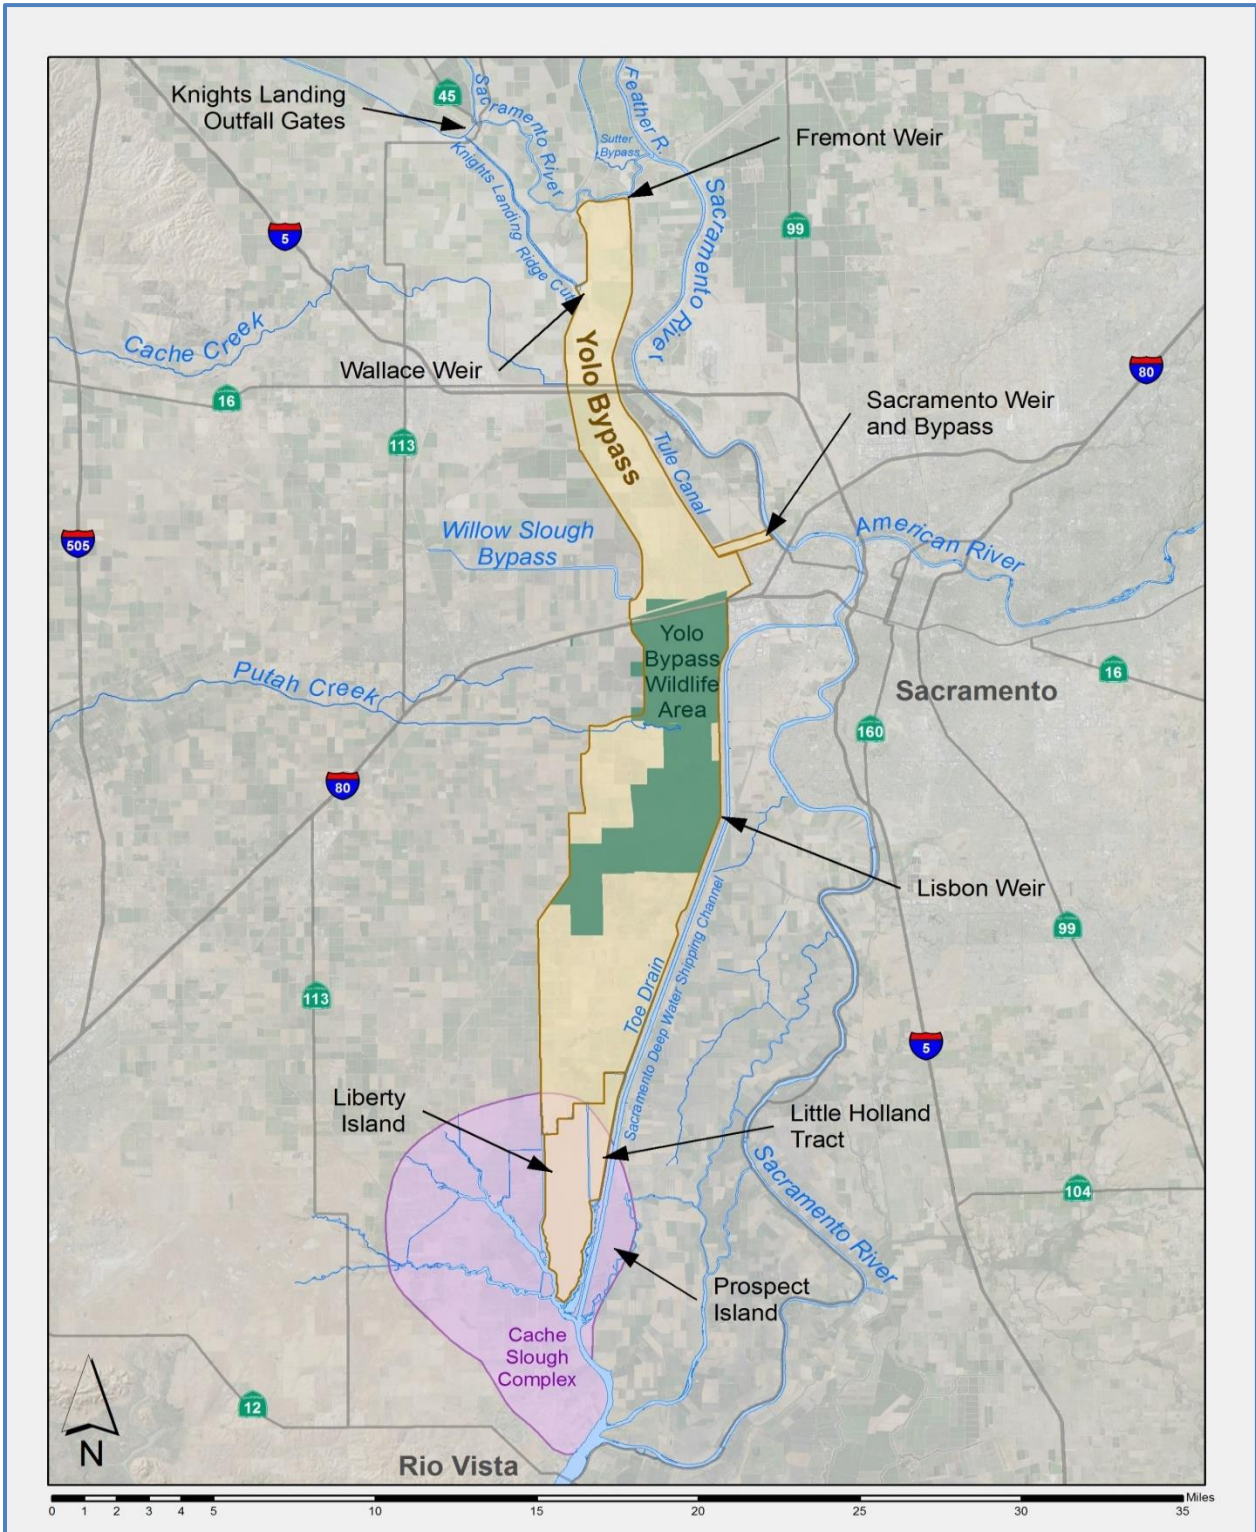 Knights Landing
Outfall Gates
45
Sacramento River
Feather R.
Sutter
Bypass
Fremont Weir
Knights Landing Ridge Cut
Sacramento River
99
5
Cache Creek
Wallace Weir
Yolo Bypass
80
16
113
Sacramento Weir
and Bypass
Tule Canal
505
Willow Slough
Bypass
American River
Yolo
Bypass
Wildlife
Area
Putah Creek
16
Sacramento
160
80
Lisbon Weir
99
113
Toe Drain
Sacramento Deep Water Shipping Channel
5
Liberty
Island
Little Holland
Tract
104
Sacramento River
Prospect
Island
Cache
Slough
Complex
12
N
Rio Vista
0 1 2 3 4 5 10 15 20 25 30 35 Miles